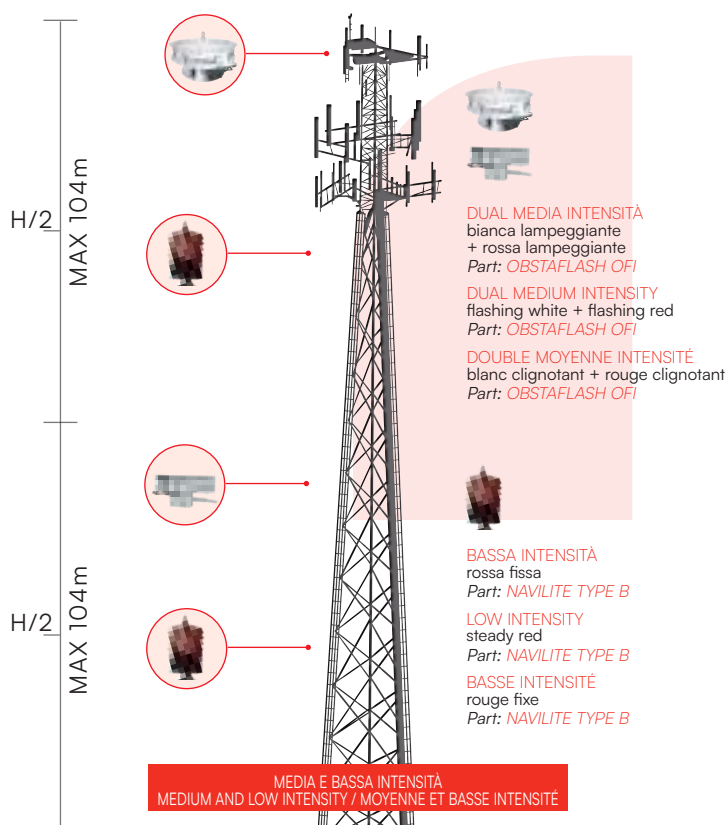 H/2
MAX 104m
H/2
MAX 104m
DUAL MEDIA INTENSITÀ
bianca lampeggiante
+ rossa lampeggiante
Part: OBSTAFLASH OFI
DUAL MEDIUM INTENSITY
flashing white + flashing red
Part: OBSTAFLASH OFI
DOUBLE MOYENNE INTENSITÉ
blanc clignotant + rouge clignotant
Part: OBSTAFLASH OFI
BASSA INTENSITÀ
rossa fissa
Part: NAVILITE TYPE B
LOW INTENSITY
steady red
Part: NAVILITE TYPE B
BASSE INTENSITÉ
rouge fixe
Part: NAVILITE TYPE B
MEDIA E BASSA INTENSITÀ
MEDIUM AND LOW INTENSITY / MOYENNE ET BASSE INTENSITÉ